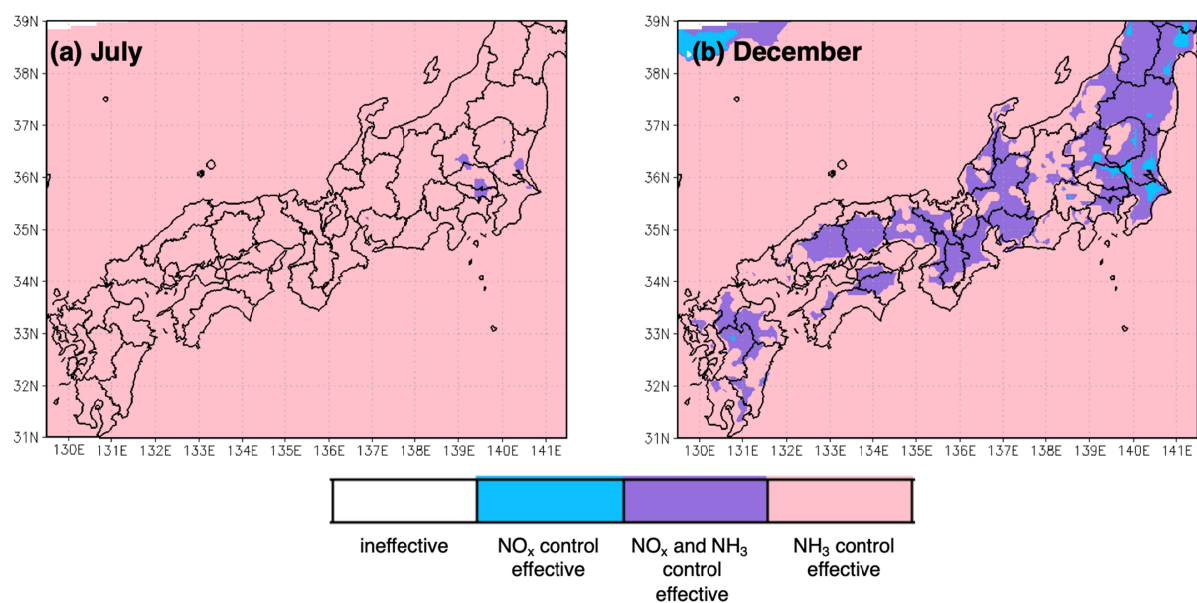 (a) July
39N
38N
37N
36N
35N
34N
33N
32N
31N
130E 131E 132E 133E 134E 135E 136E 137E 138E 139E 140E 141E
(b) December
39N
38N
37N
36N
35N
34N
33N
32N
31N
130E 131E 132E 133E 134E 135E 136E 137E 138E 139E 140E 141E
ineffective
NOₓ control
effective
NOₓ and NH₃
control
effective
NH₃ control
effective